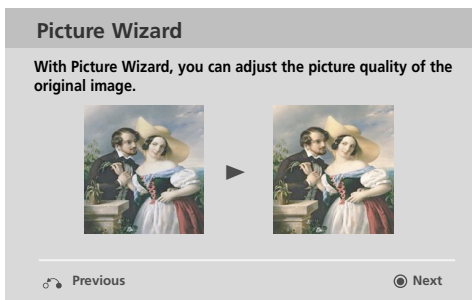 Picture Wizard
With Picture Wizard, you can adjust the picture quality of the
original image.
Previous
Next